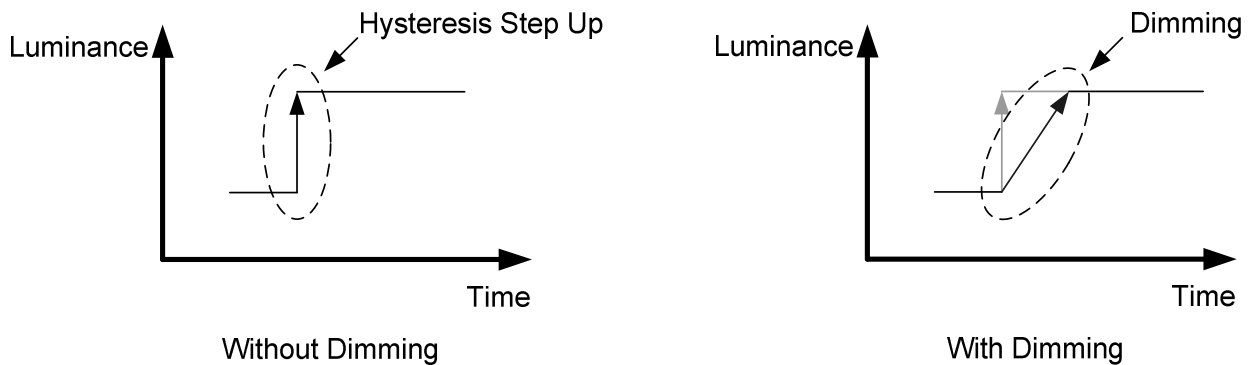 Hysteresis Step Up
Luminance
Time
Without Dimming
Dimming
Luminance
Time
With Dimming